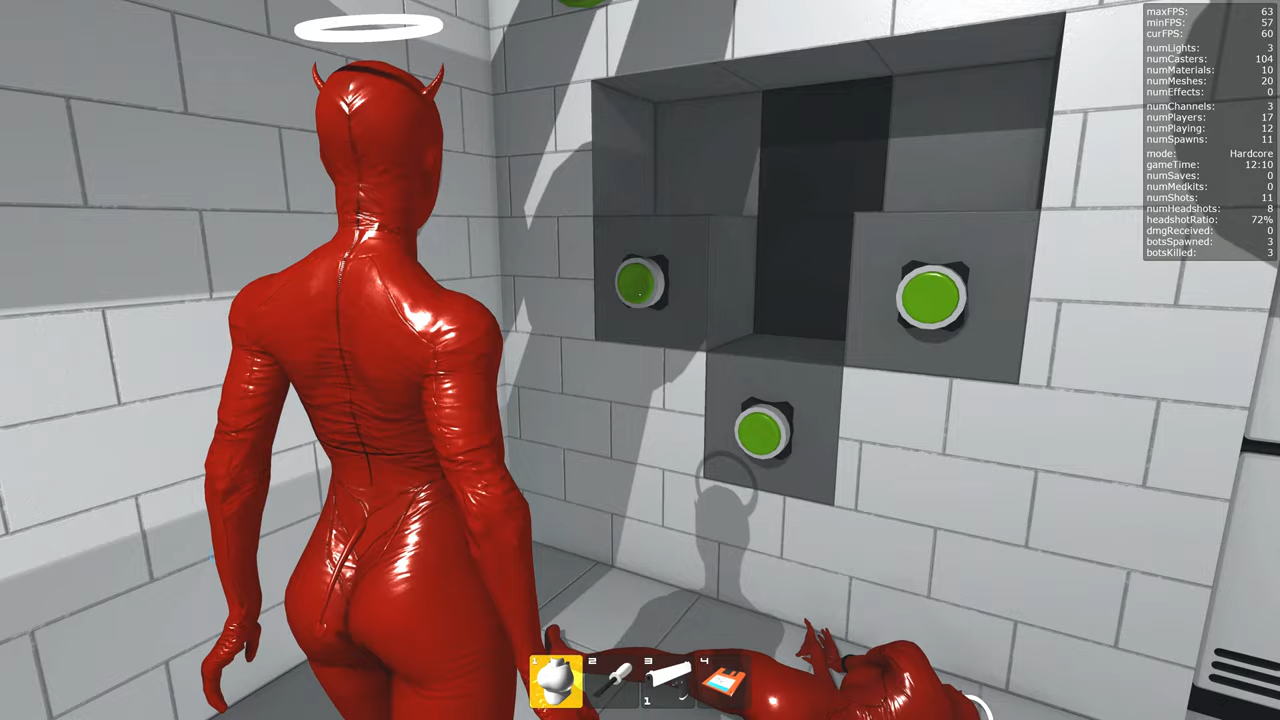 maxFPS: 63
minFPS: 57
curFPS: 60
numLights: 3
numCasters: 104
numMaterials: 10
numMeshes: 20
numEffects: 0
numChannels: 3
numPlayers: 17
numPlaying: 12
numSpawns: 11
mode: Hardcore
gameTime: 12:10
numSaves: 0
numMedkits: 0
numShots: 11
numHeadshots: 8
headshotRatio: 72%
dmgReceived: 0
botsSpawned: 3
botsKilled: 3
1 2 3 4
1